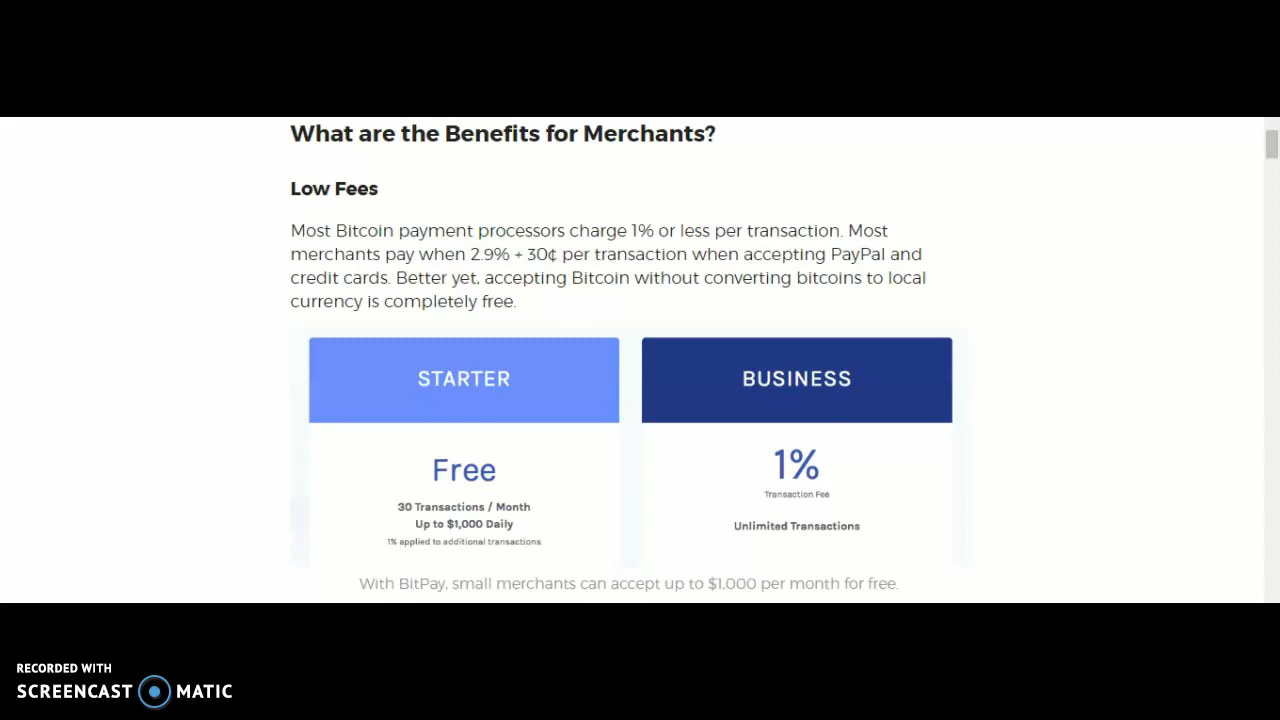 What are the Benefits for Merchants?
Low Fees
Most Bitcoin payment processors charge 1% or less per transaction. Most
merchants pay when 2.9% + 30¢ per transaction when accepting PayPal and
credit cards. Better yet, accepting Bitcoin without converting bitcoins to local
currency is completely free.
STARTER
Free
30 Transactions / Month
Up to $1,000 Daily
1% applied to additional transactions
BUSINESS
1%
Transaction Fee
Unlimited Transactions
With BitPay, small merchants can accept up to $1,000 per month for free.
RECORDED WITH
SCREENCAST MATIC